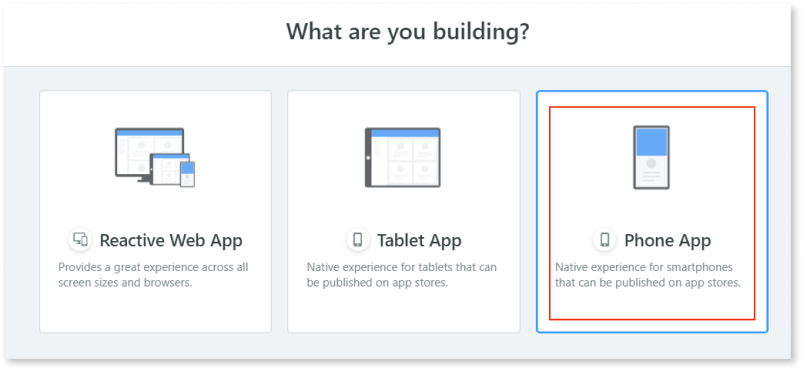 What are you building?
Reactive Web App
Provides a great experience across all
screen sizes and browsers.
Tablet App
Native experience for tablets that can
be published on app stores.
Phone App
Native experience for smartphones
that can be published on app stores.